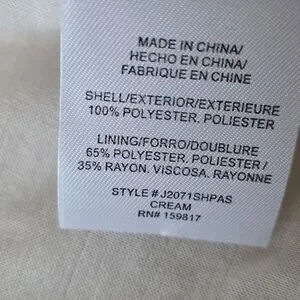 MADE IN CHINA/
HECHO EN CHINA/
FABRIQUE EN CHINE
SHELL/EXTERIOR/EXTERIEURE
100% POLYESTER, POLIESTER
LINING/FORRO/DOUBLURE
65% POLYESTER, POLIESTER/
35% RAYON. VISCOSA. RAYONNE
STYLE # J2071SHPAS
CREAM
RN# 159817